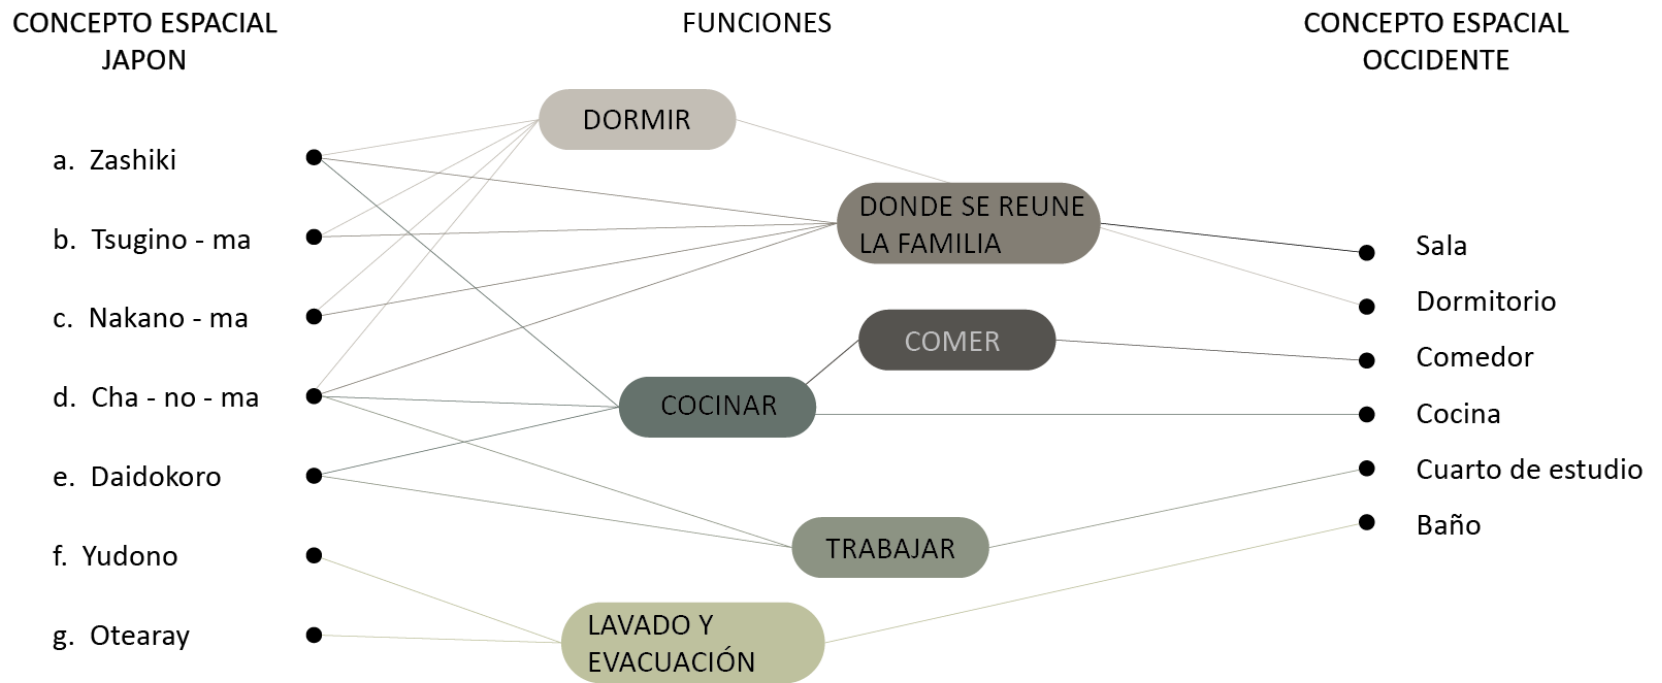 CONCEPTO ESPACIAL
JAPON
FUNCIONES
CONCEPTO ESPACIAL
OCCIDENTE
a. Zashiki
b. Tsugino - ma
c. Nakano - ma
d. Cha - no - ma
e. Daidokoro
f. Yudono
g. Otearay
DORMIR
DONDE SE REUNE
LA FAMILIA
COMER
COCINAR
TRABAJAR
LAVADO Y
EVACUACIÓN
Sala
Dormitorio
Comedor
Cocina
Cuarto de estudio
Baño